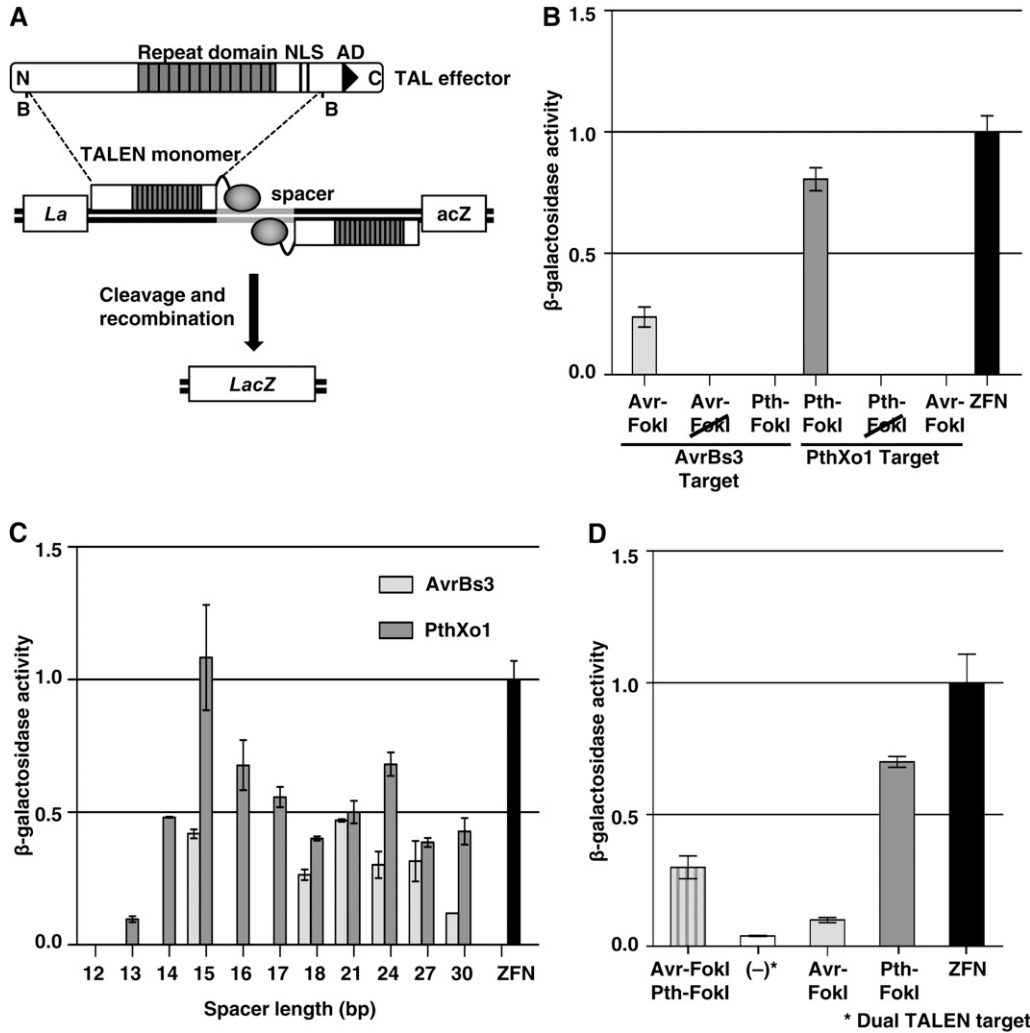 A
Repeat domain NLS AD
N
C
TAL effector
B
B
TALEN monomer
spacer
La
acZ
Cleavage and
recombination
LacZ
B
β-galactosidase activity
1.5
1.0
0.5
0.0
Avr-
FokI
Avr-
FokI
Pth-
FokI
Pth-
FokI
Pth-
FokI
Avr-
FokI
ZFN
AvrBs3
Target
PthXo1 Target
C
β-galactosidase activity
1.5
1.0
0.5
0.0
AvrBs3
PthXo1
12 13 14 15 16 17 18 21 24 27 30 ZFN
Spacer length (bp)
D
β-galactosidase activity
1.5
1.0
0.5
0.0
Avr-FokI
Pth-FokI
(–)*
Avr-
FokI
Pth-
FokI
ZFN
* Dual TALEN target